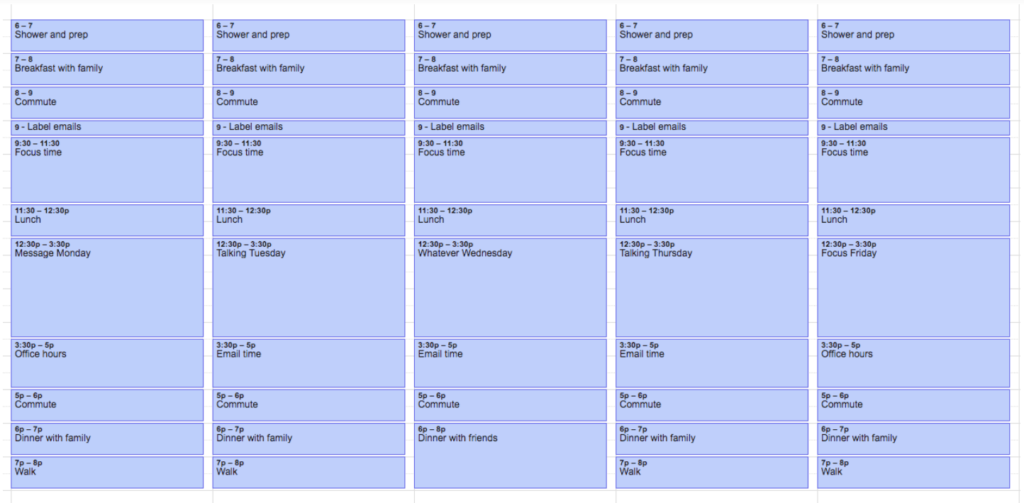 6 – 7
Shower and prep
7 – 8
Breakfast with family
8 – 9
Commute
9 - Label emails
9:30 – 11:30
Focus time
11:30 – 12:30p
Lunch
12:30p – 3:30p
Message Monday
3:30p – 5p
Office hours
5p – 6p
Commute
6p – 7p
Dinner with family
7p – 8p
Walk
6 – 7
Shower and prep
7 – 8
Breakfast with family
8 – 9
Commute
9 - Label emails
9:30 – 11:30
Focus time
11:30 – 12:30p
Lunch
12:30p – 3:30p
Talking Tuesday
3:30p – 5p
Email time
5p – 6p
Commute
6p – 7p
Dinner with family
7p – 8p
Walk
6 – 7
Shower and prep
7 – 8
Breakfast with family
8 – 9
Commute
9 - Label emails
9:30 – 11:30
Focus time
11:30 – 12:30p
Lunch
12:30p – 3:30p
Whatever Wednesday
3:30p – 5p
Email time
5p – 6p
Commute
6p – 8p
Dinner with friends
6 – 7
Shower and prep
7 – 8
Breakfast with family
8 – 9
Commute
9 - Label emails
9:30 – 11:30
Focus time
11:30 – 12:30p
Lunch
12:30p – 3:30p
Talking Thursday
3:30p – 5p
Email time
5p – 6p
Commute
6p – 7p
Dinner with family
7p – 8p
Walk
6 – 7
Shower and prep
7 – 8
Breakfast with family
8 – 9
Commute
9 - Label emails
9:30 – 11:30
Focus time
11:30 – 12:30p
Lunch
12:30p – 3:30p
Focus Friday
3:30p – 5p
Office hours
5p – 6p
Commute
6p – 7p
Dinner with family
7p – 8p
Walk